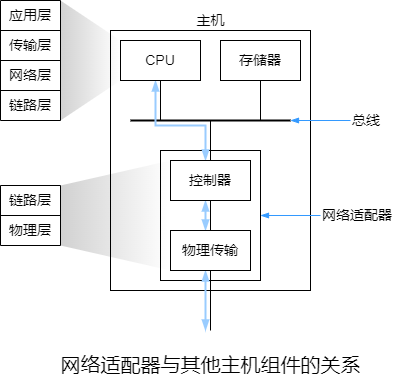 应用层
传输层
网络层
链路层
主机
CPU
存储器
总线
链路层
物理层
控制器
物理传输
网络适配器
网络适配器与其他主机组件的关系